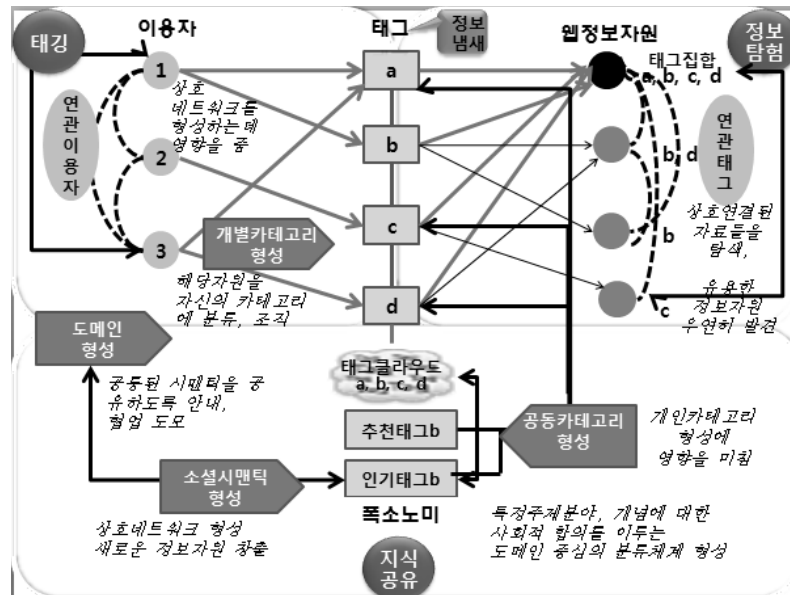 태깅
이용자
태그
정보
냄새
웹정보자원
정보
탐험
1
a
태그집합
a, b, c, d
상호
네트워크를
형성하는데
영향을 줌
연관이용자
2
b
b, d
연관태그
3
개별카테고리
형성
c
b
상호연결된
자료들을
탐색,
해당자원을
자신의 카테고리
에 분류, 조직
d
c
유용한
정보자원
우연히 발견
도메인
형성
공통된 시맨틱을 공
유하도록 안내,
협업 도모
태그클라우드
a, b, c, d
추천태그b
공동카테고리
형성
개인카테고리
형성에
영향을 미침
소셜시맨틱
형성
인기태그b
폭소노미
상호네트워크 형성
새로운 정보자원 창출
특정주제분야, 개념에 대한
사회적 합의를 이루는
도메인 중심의 분류체계 형성
지식
공유